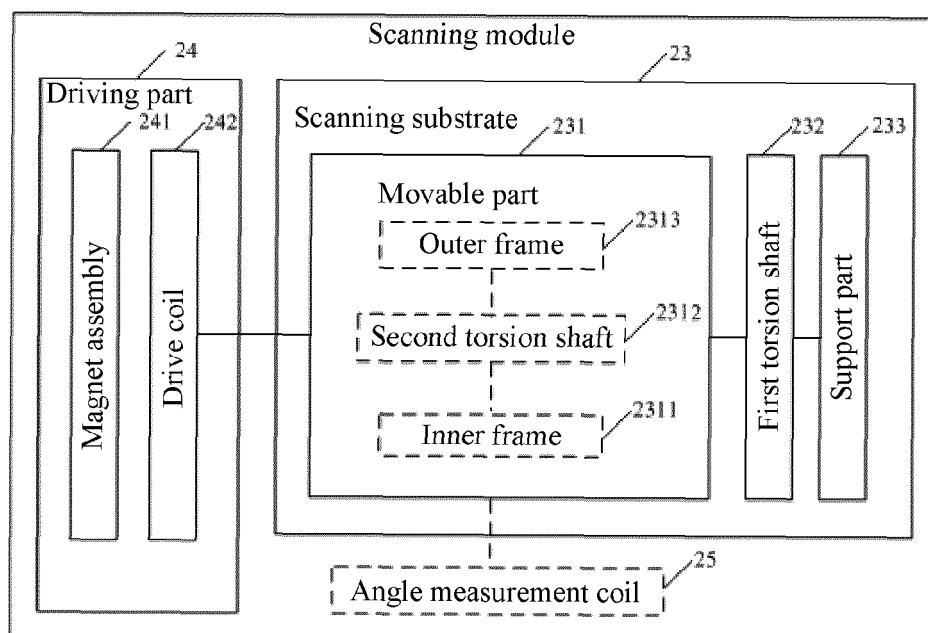 Scanning module
24
23
Driving part
241
242
Scanning substrate
231
232
233
Movable part
2313
Outer frame
2312
Second torsion shaft
2311
Inner frame
Magnet assembly
Drive coil
First torsion shaft
Support part
25
Angle measurement coil